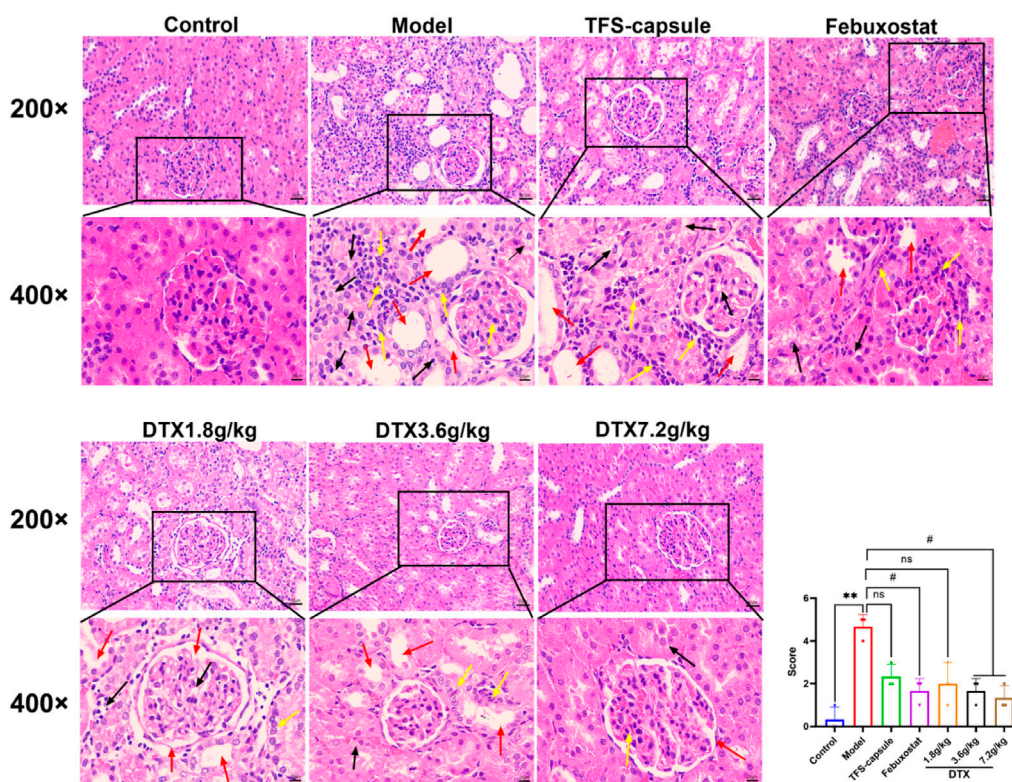 Control Model TFS-capsule Febuxostat
200×
400×
DTX1.8g/kg DTX3.6g/kg DTX7.2g/kg
200×
400×
#
ns
#
** ns
6
4
2
0
Score
Control Model TFS-capsule Febuxostat 1.8g/kg 3.6g/kg 7.2g/kg
DTX